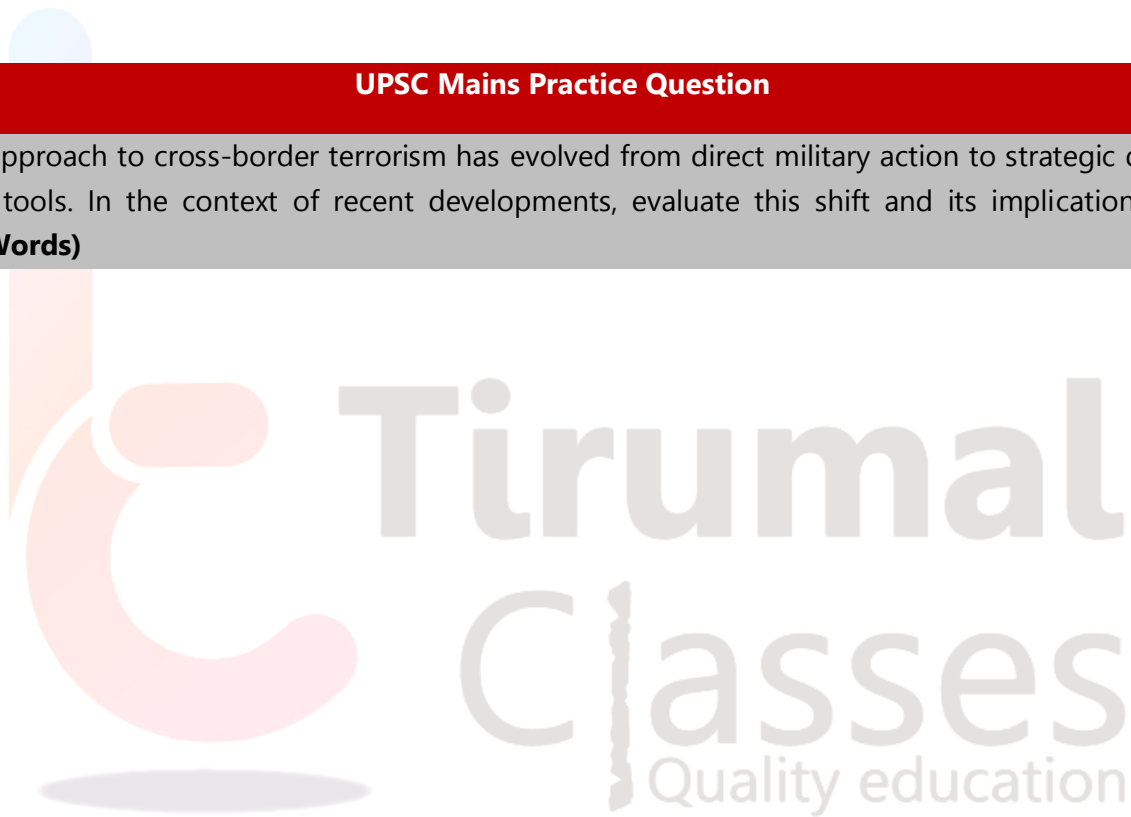 UPSC Mains Practice Question
pproach to cross-border terrorism has evolved from direct military action to strategic
tools. In the context of recent developments, evaluate this shift and its implication
Words)
Tirumal
Classes
Quality education